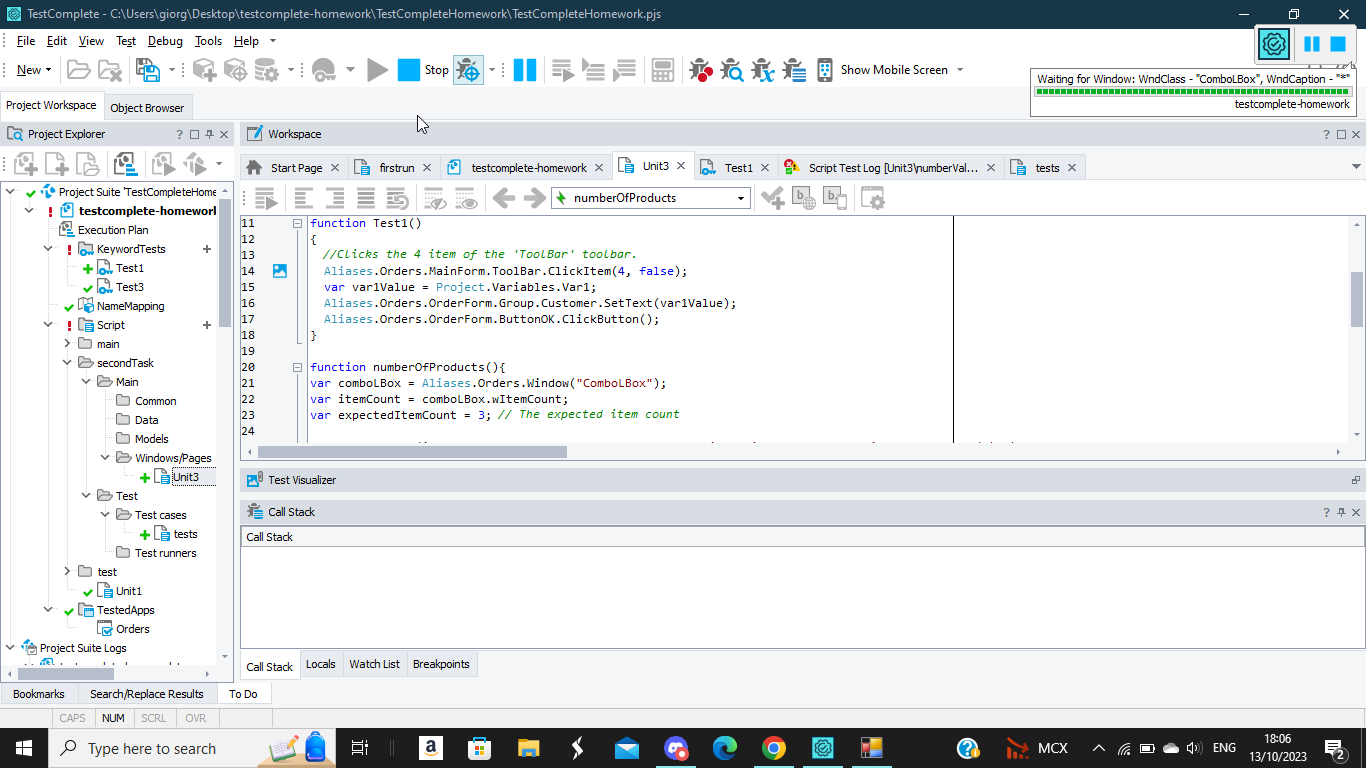 TestComplete - C:\Users\giorg\Desktop\testcomplete-homework\TestCompleteHomework\TestCompleteHomework.pjs
File Edit View Test Debug Tools Help
New Stop Show Mobile Screen
Waiting for Window: WndClass - "ComboLBox", WndCaption - "*"
testcomplete-homework
Project Workspace Object Browser
Project Explorer
Workspace
Start Page firstrun testcomplete-homework Unit3 Test1 Script Test Log [Unit3\numberVal... tests
numberOfProducts
Project Suite 'TestCompleteHome
testcomplete-homework
Execution Plan
KeywordTests
Test1
Test3
NameMapping
Script
main
secondTask
Main
Common
Data
Models
Windows/Pages
Unit3
Test
Test cases
tests
Test runners
test
Unit1
TestedApps
Orders
Project Suite Logs
11 function Test1()
12 {
13 //Clicks the 4 item of the 'ToolBar' toolbar.
14 Aliases.Orders.MainForm.ToolBar.ClickItem(4, false);
15 var var1Value = Project.Variables.Var1;
16 Aliases.Orders.OrderForm.Group.Customer.SetText(var1Value);
17 Aliases.Orders.OrderForm.ButtonOK.ClickButton();
18 }
19
20 function numberOfProducts(){
21 var comboLBox = Aliases.Orders.Window("ComboLBox");
22 var itemCount = comboLBox.wItemCount;
23 var expectedItemCount = 3; // The expected item count
24
Test Visualizer
Call Stack
Call Stack
Call Stack Locals Watch List Breakpoints
Bookmarks Search/Replace Results To Do
CAPS NUM SCRL OVR
Type here to search
MCX
ENG
18:06
13/10/2023
2